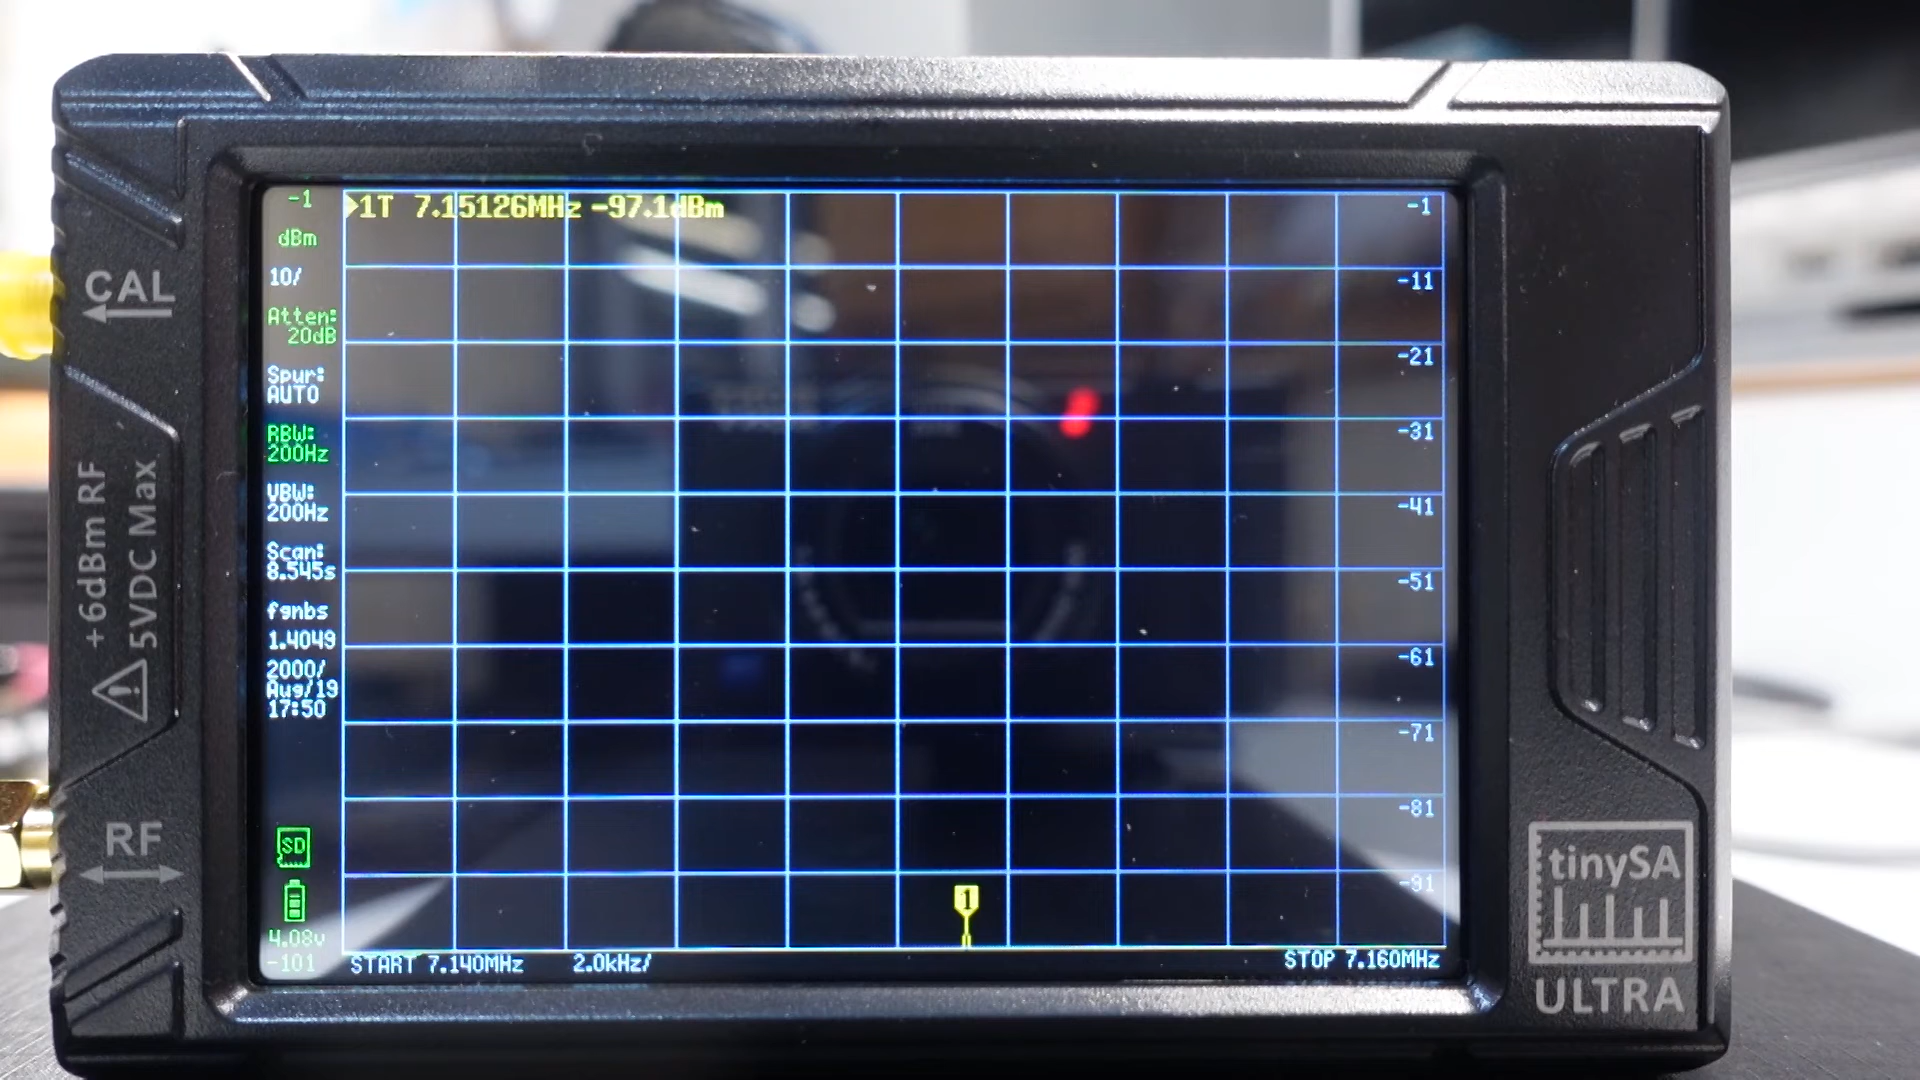 CAL
+6dBm RF
5VDC Max
RF
-1
dBm
10/
Atten:
20dB
Spur:
AUTO
RBW:
200Hz
VBW:
200Hz
Scan:
8.545s
fgnbs
1.4049
2000/
Aug/19
17:50
SD
4.08v
-101
1T 7.15126MHz -97.1dBm
-1
-11
-21
-31
-41
-51
-61
-71
-81
-91
1
START 7.140MHz 2.0kHz/ STOP 7.160MHz
tinySA
ULTRA